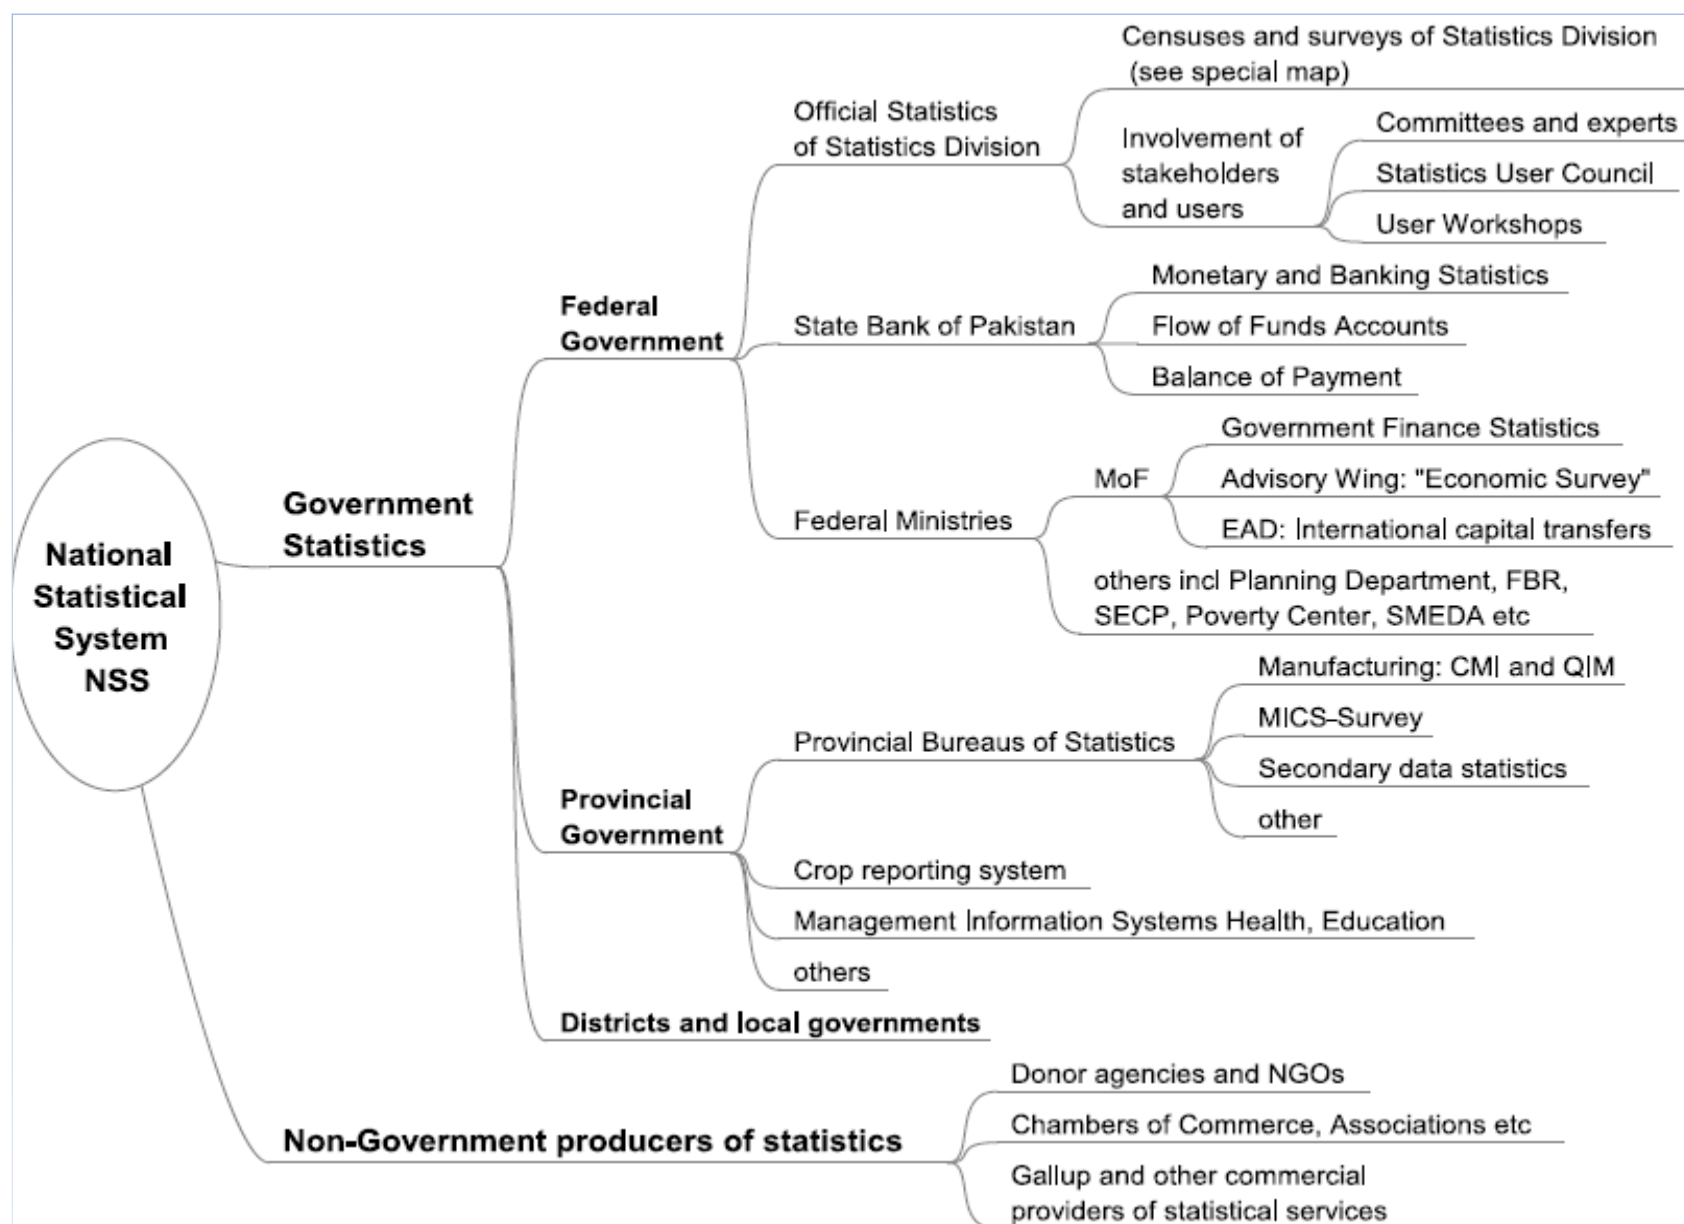 National
Statistical
System
NSS
Government
Statistics
Federal
Government
Official Statistics
of Statistics Division
Censuses and surveys of Statistics Division
(see special map)
Involvement of
stakeholders
and users
Committees and experts
Statistics User Council
User Workshops
State Bank of Pakistan
Monetary and Banking Statistics
Flow of Funds Accounts
Balance of Payment
Federal Ministries
MoF
Government Finance Statistics
Advisory Wing: "Economic Survey"
EAD: International capital transfers
others incl Planning Department, FBR,
SECP, Poverty Center, SMEDA etc
Provincial
Government
Provincial Bureaus of Statistics
Manufacturing: CMI and QIM
MICS-Survey
Secondary data statistics
other
Crop reporting system
Management Information Systems Health, Education
others
Districts and local governments
Non-Government producers of statistics
Donor agencies and NGOs
Chambers of Commerce, Associations etc
Gallup and other commercial
providers of statistical services